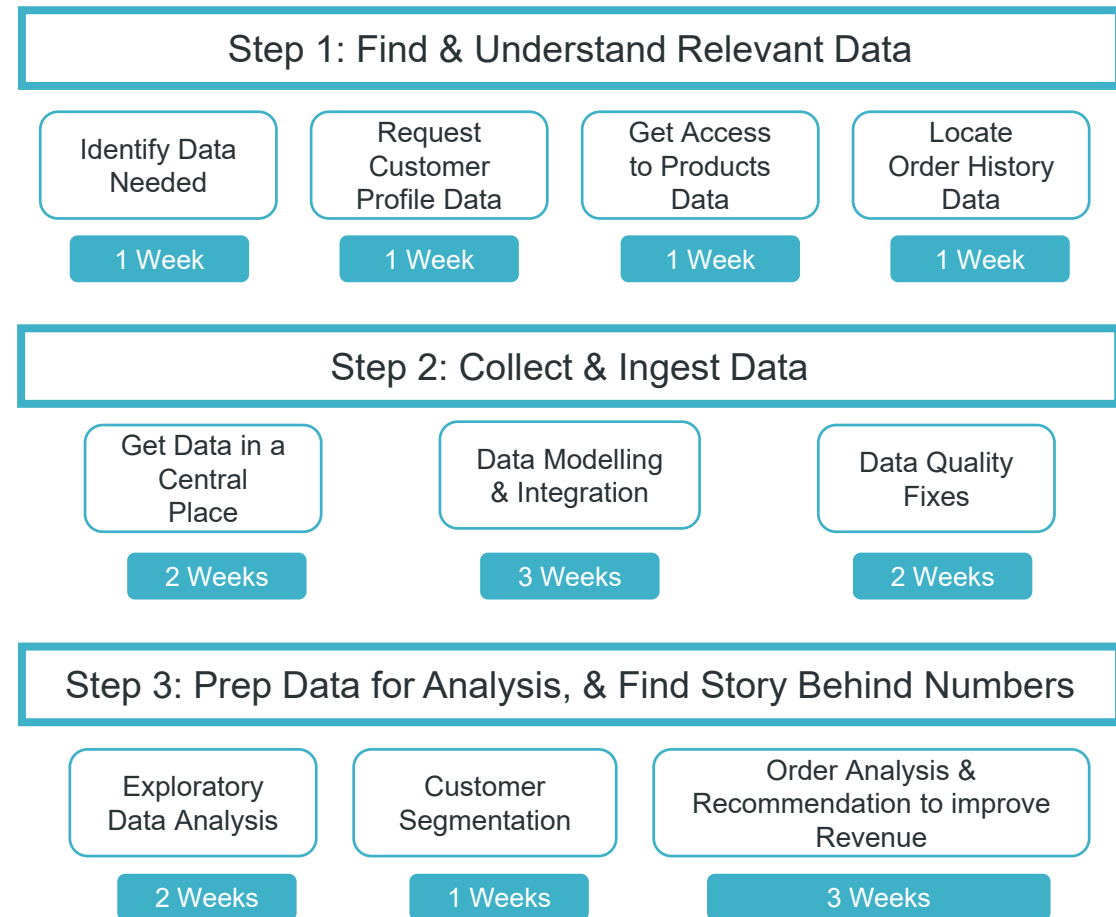 Step 1: Find & Understand Relevant Data
Identify Data
Needed
Request
Customer
Profile Data
Get Access
to Products
Data
Locate
Order History
Data
1 Week
1 Week
1 Week
1 Week
Step 2: Collect & Ingest Data
Get Data in a
Central
Place
Data Modelling
& Integration
Data Quality
Fixes
2 Weeks
3 Weeks
2 Weeks
Step 3: Prep Data for Analysis, & Find Story Behind Numbers
Exploratory
Data Analysis
Customer
Segmentation
Order Analysis &
Recommendation to improve
Revenue
2 Weeks
1 Weeks
3 Weeks